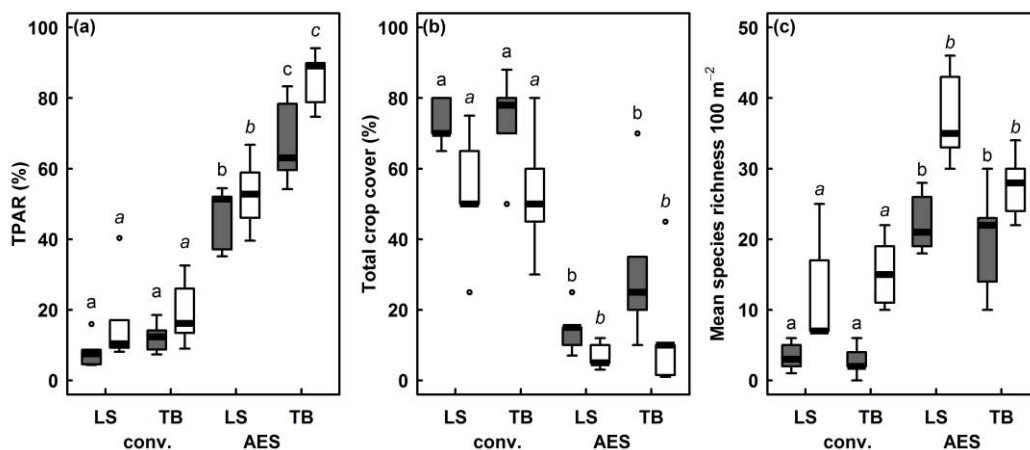 (a)
TPAR (%)
100
80
60
40
20
0
a
a
a
a
b
b
c
c
LS TB LS TB
conv. AES
(b)
Total crop cover (%)
100
80
60
40
20
0
a
a
a
a
b
b
b
b
LS TB LS TB
conv. AES
(c)
Mean species richness 100 m⁻²
50
40
30
20
10
0
a
a
a
a
b
b
b
b
LS TB LS TB
conv. AES